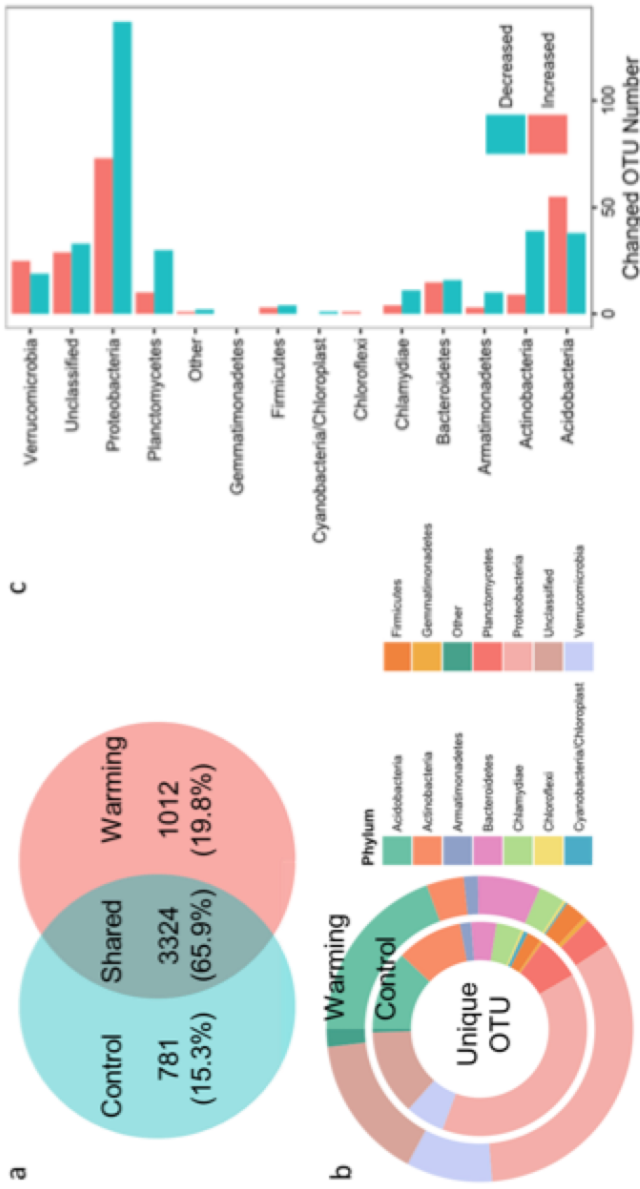 a
Control
Shared
Warming
781
3324
1012
(15.3%)
(65.9%)
(19.8%)
b
Warming
Control
Unique
OTU
Phylum
Acidobacteria
Actinobacteria
Armatimonadetes
Bacteroidetes
Chlamydiae
Chloroflexi
Cyanobacteria/Chloroplast
Firmicutes
Gemmatimonadetes
Other
Planctomycetes
Proteobacteria
Unclassified
Verrucomicrobia
c
Verrucomicrobia
Unclassified
Proteobacteria
Planctomycetes
Other
Gemmatimonadetes
Firmicutes
Cyanobacteria/Chloroplast
Chloroflexi
Chlamydiae
Bacteroidetes
Armatimonadetes
Actinobacteria
Acidobacteria
Decreased
Increased
0
50
100
Changed OTU Number